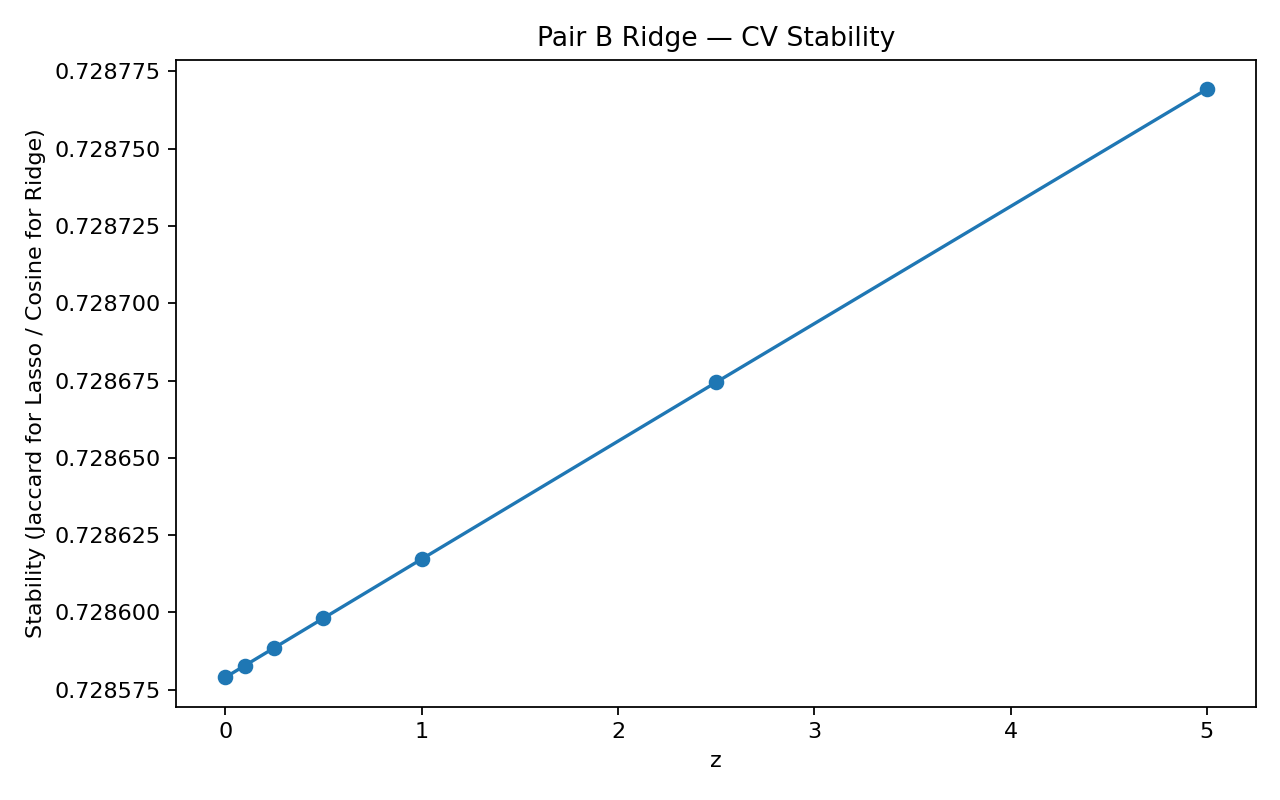 Pair B Ridge — CV Stability
Stability (Jaccard for Lasso / Cosine for Ridge)
0.728775
0.728750
0.728725
0.728700
0.728675
0.728650
0.728625
0.728600
0.728575
0 1 2 3 4 5
z